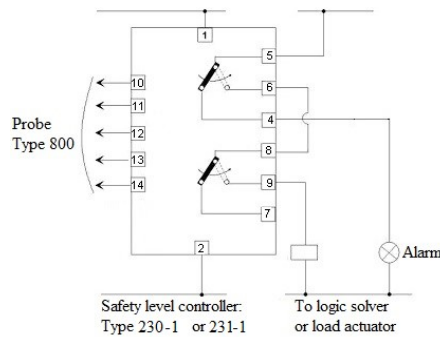 1
5
10
6
11
Probe
Type 800
4
12
8
13
9
14
7
2
Alarm
Safety level controller:
Type 230-1 or 231-1
To logic solver
or load actuator